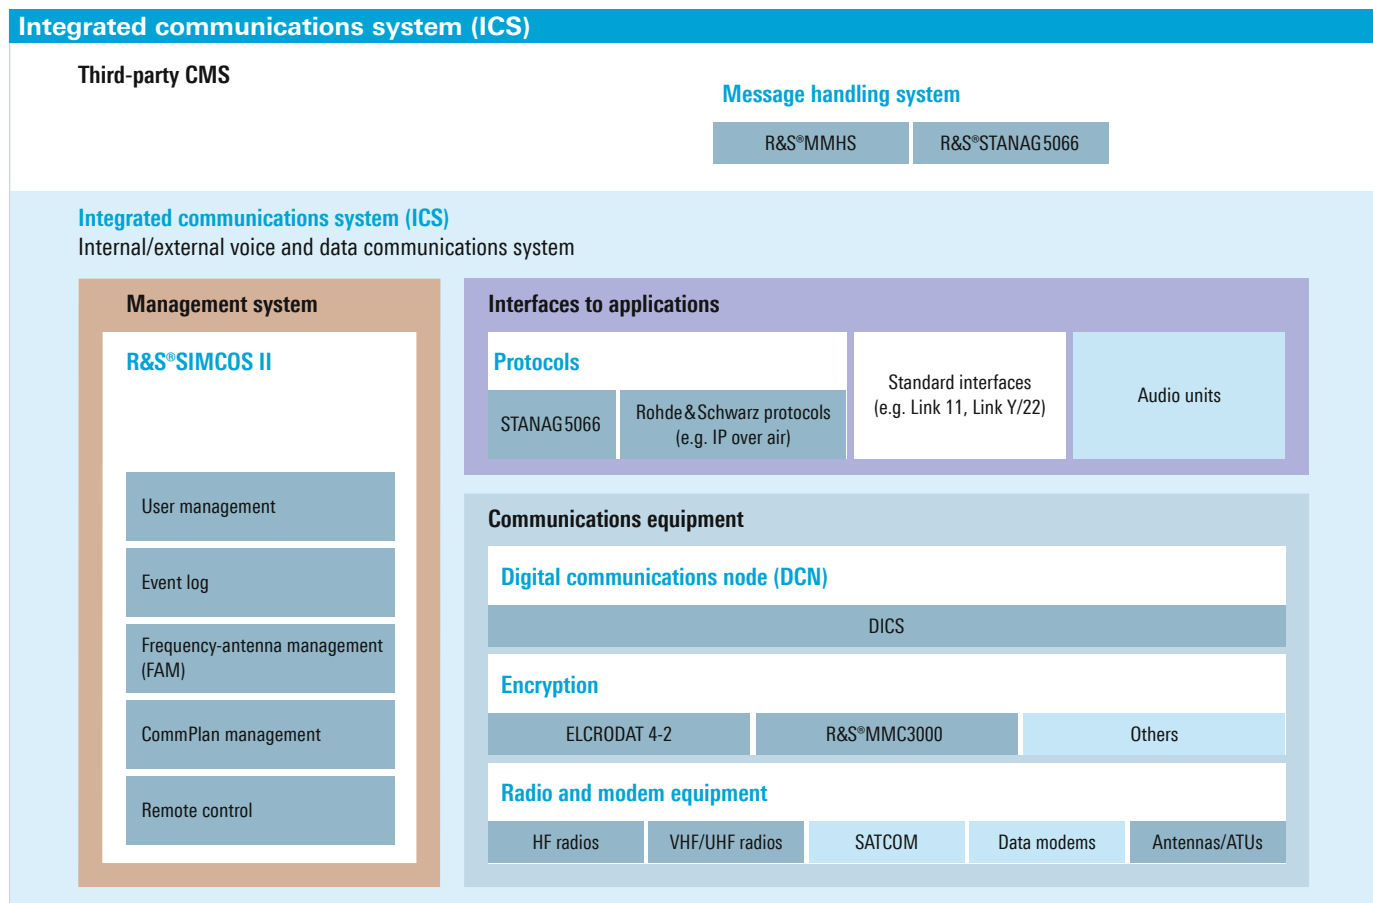 Integrated communications system (ICS)
Third-party CMS
Message handling system
R&S®MMHS
R&S®STANAG 5066
Integrated communications system (ICS)
Internal/external voice and data communications system
Management system
R&S®SIMCOS II
User management
Event log
Frequency-antenna management
(FAM)
CommPlan management
Remote control
Interfaces to applications
Protocols
STANAG 5066
Rohde & Schwarz protocols
(e.g. IP over air)
Standard interfaces
(e.g. Link 11, Link Y/22)
Audio units
Communications equipment
Digital communications node (DCN)
DICS
Encryption
ELCRODAT 4-2
R&S®MMC3000
Others
Radio and modem equipment
HF radios
VHF/UHF radios
SATCOM
Data modems
Antennas/ATUs